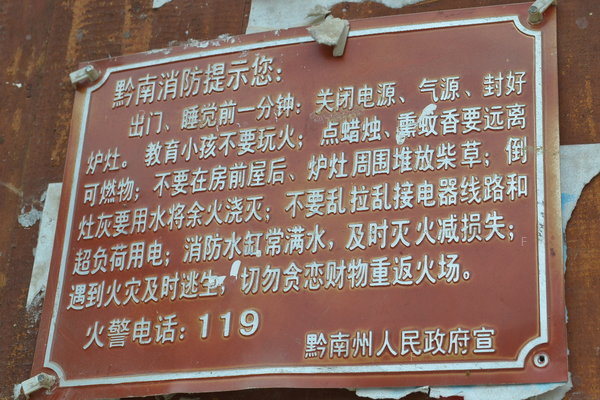 黔南消防提示您：
出门、睡觉前一分钟：关闭电源、气源、封好
炉灶。教育小孩不要玩火；点蜡烛、熏蚊香要远离
可燃物；不要在房前屋后、炉灶周围堆放柴草；倒
灶灰要用水将余火浇灭；不要乱拉乱接电器线路和
超负荷用电；消防水缸常满水，及时灭火减损失；
遇到火灾及时逃生，切勿贪恋财物重返火场。
火警电话：119
黔南州人民政府宣